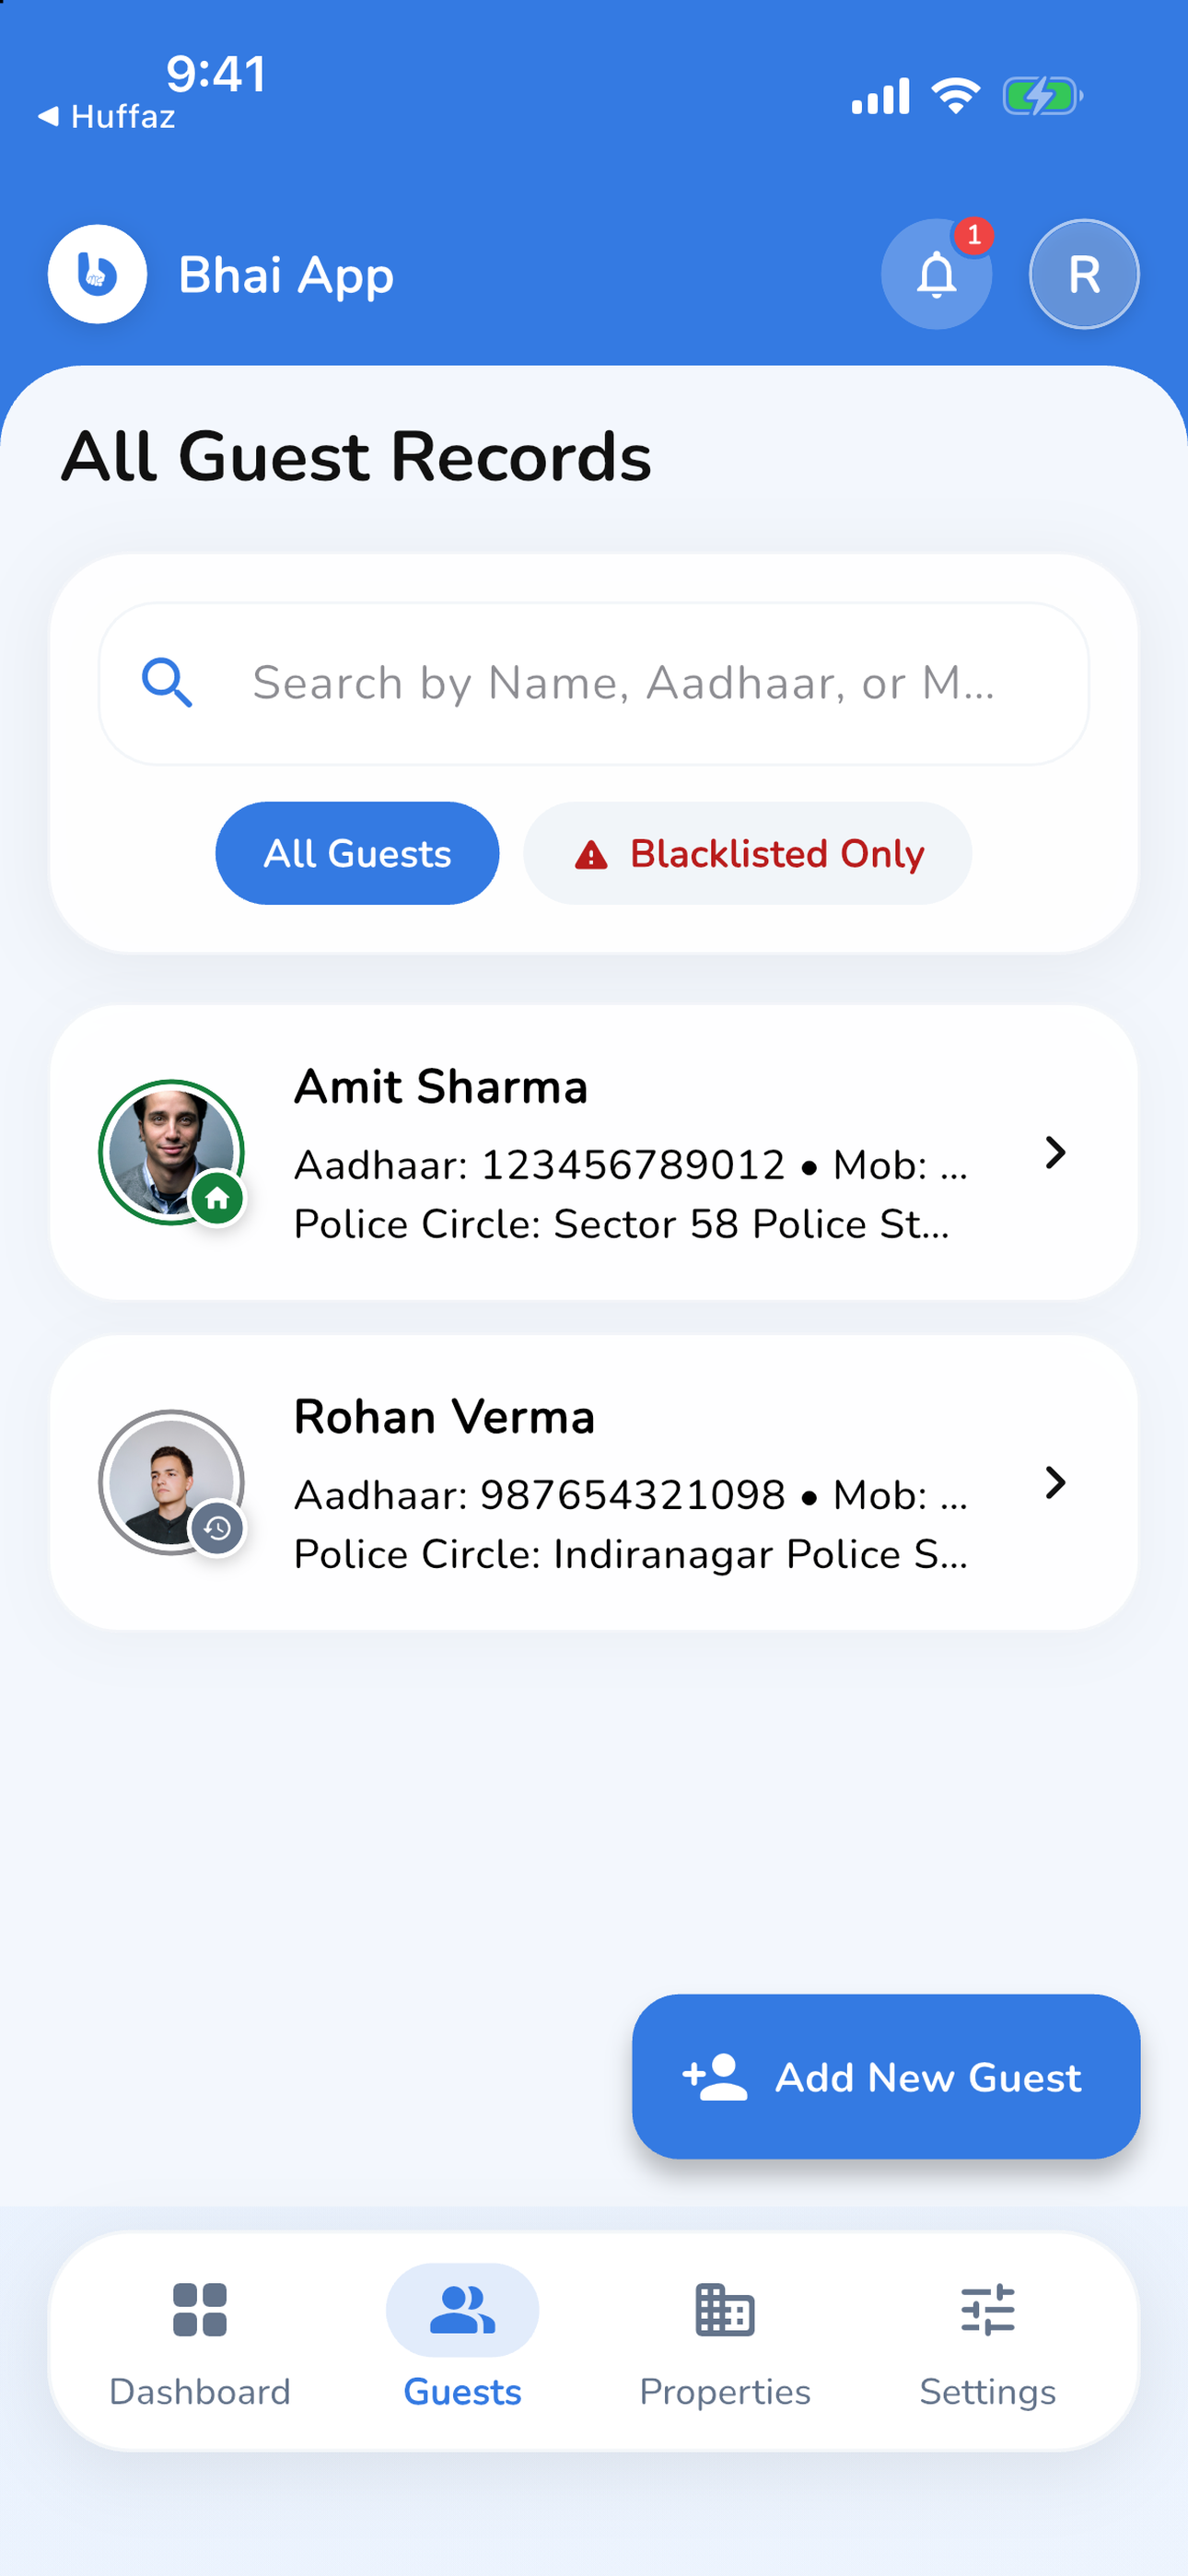 9:41
◀ Huffaz
Bhai App
1
R
All Guest Records
Search by Name, Aadhaar, or M...
All Guests
Blacklisted Only
Amit Sharma
Aadhaar: 123456789012 • Mob: ...
Police Circle: Sector 58 Police St...
Rohan Verma
Aadhaar: 987654321098 • Mob: ...
Police Circle: Indiranagar Police S...
Add New Guest
Dashboard
Guests
Properties
Settings